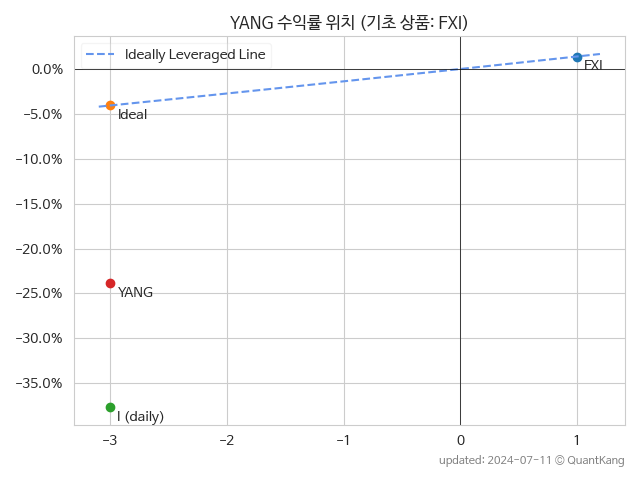 YANG 수익률 위치 (기초 상품: FXI)
Ideally Leveraged Line
0.0%
FXI
−5.0%
Ideal
−10.0%
−15.0%
−20.0%
−25.0%
YANG
−30.0%
−35.0%
I (daily)
−3
−2
−1
0
1
updated: 2024-07-11 © QuantKang